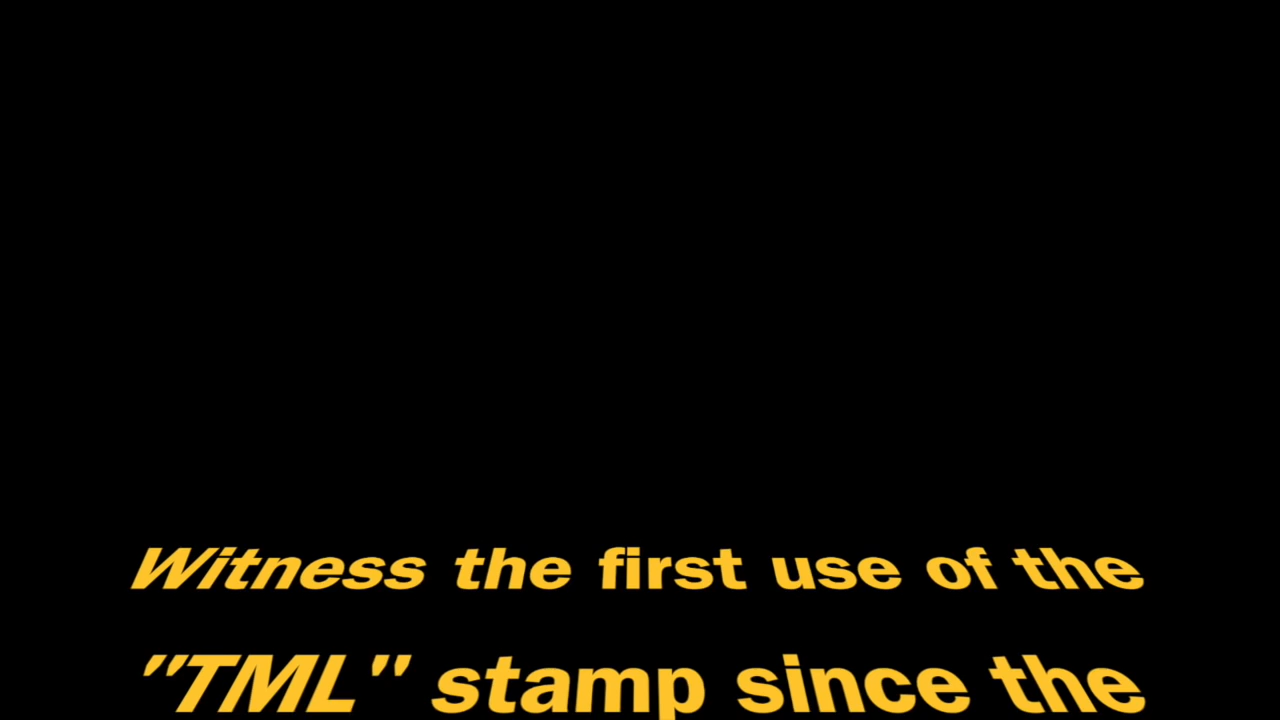 Witness the first use of the
"TML" stamp since the